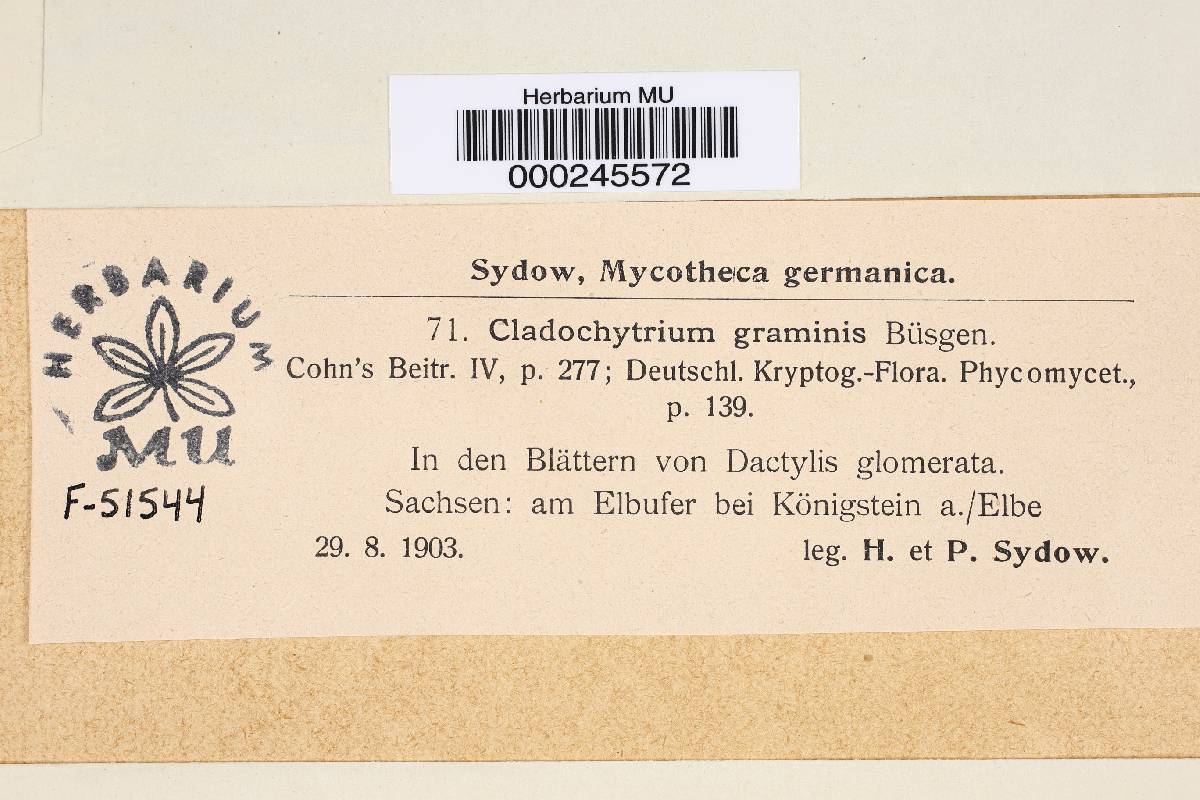 Herbarium MU
000245572
Sydow, Mycotheca germanica.
HERBARIUM
MU
F-51544
71. Cladochytrium graminis Büsgen.
Cohn's Beitr. IV, p. 277; Deutschl. Kryptog.-Flora. Phycomycet.,
p. 139.
In den Blättern von Dactylis glomerata.
Sachsen: am Elbufer bei Königstein a./Elbe
29. 8. 1903. leg. H. et P. Sydow.